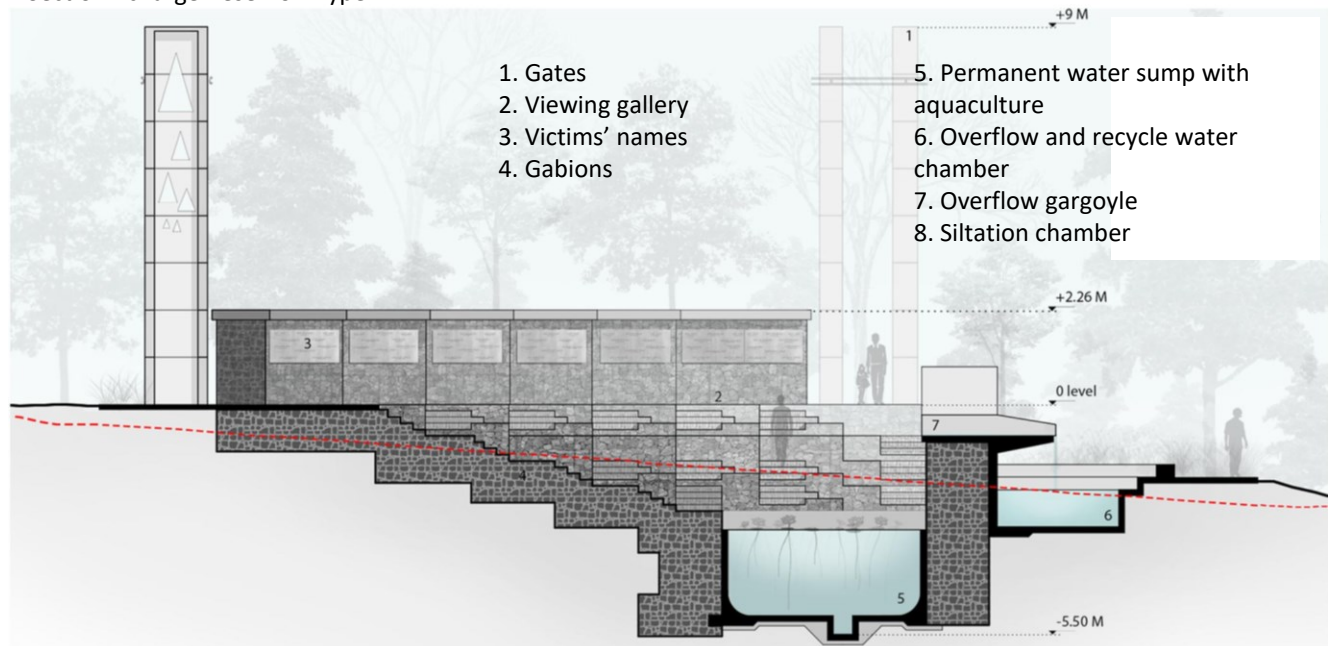 +9 M
1
1. Gates
2. Viewing gallery
3. Victims’ names
4. Gabions
5. Permanent water sump with
aquaculture
6. Overflow and recycle water
chamber
7. Overflow gargoyle
8. Siltation chamber
+2.26 M
3
2
0 level
7
4
6
5
-5.50 M